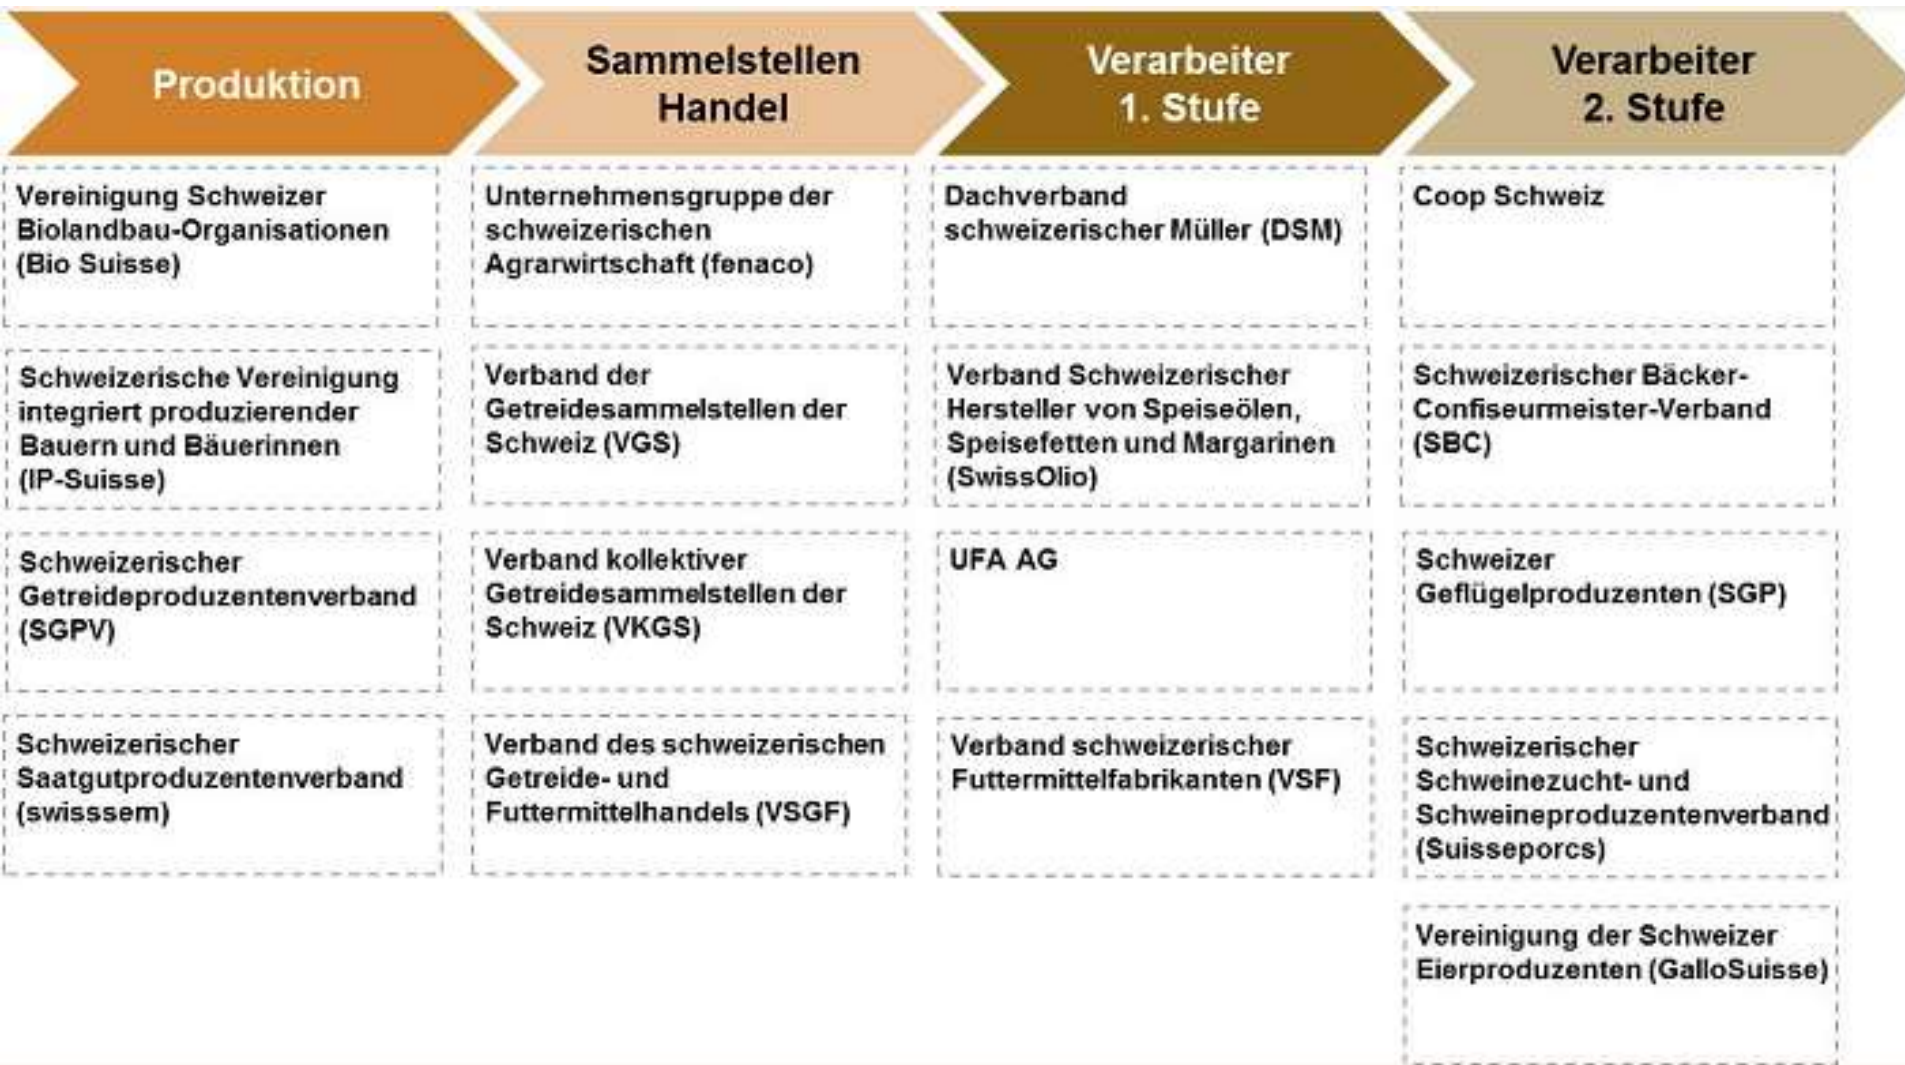 Produktion
Sammelstellen
Handel
Verarbeiter
1. Stufe
Verarbeiter
2. Stufe
Vereinigung Schweizer
Biolandbau-Organisationen
(Bio Suisse)
Schweizerische Vereinigung
integriert produzierender
Bauern und Bäuerinnen
(IP-Suisse)
Schweizerischer
Getreideproduzentenverband
(SGPV)
Schweizerischer
Saatgutproduzentenverband
(swisssem)
Unternehmensgruppe der
schweizerischen
Agrarwirtschaft (fenaco)
Verband der
Getreidesammelstellen der
Schweiz (VGS)
Verband kollektiver
Getreidesammelstellen der
Schweiz (VKGS)
Verband des schweizerischen
Getreide- und
Futtermittelhandels (VSGF)
Dachverband
schweizerischer Müller (DSM)
Verband Schweizerischer
Hersteller von Speiseölen,
Speisefetten und Margarinen
(SwissOlio)
UFA AG
Verband schweizerischer
Futtermittelfabrikanten (VSF)
Coop Schweiz
Schweizerischer Bäcker-
Confiseurmeister-Verband
(SBC)
Schweizer
Geflügelproduzenten (SGP)
Schweizerischer
Schweinezucht- und
Schweineproduzentenverband
(Suisseporcs)
Vereinigung der Schweizer
Eierproduzenten (GalloSuisse)